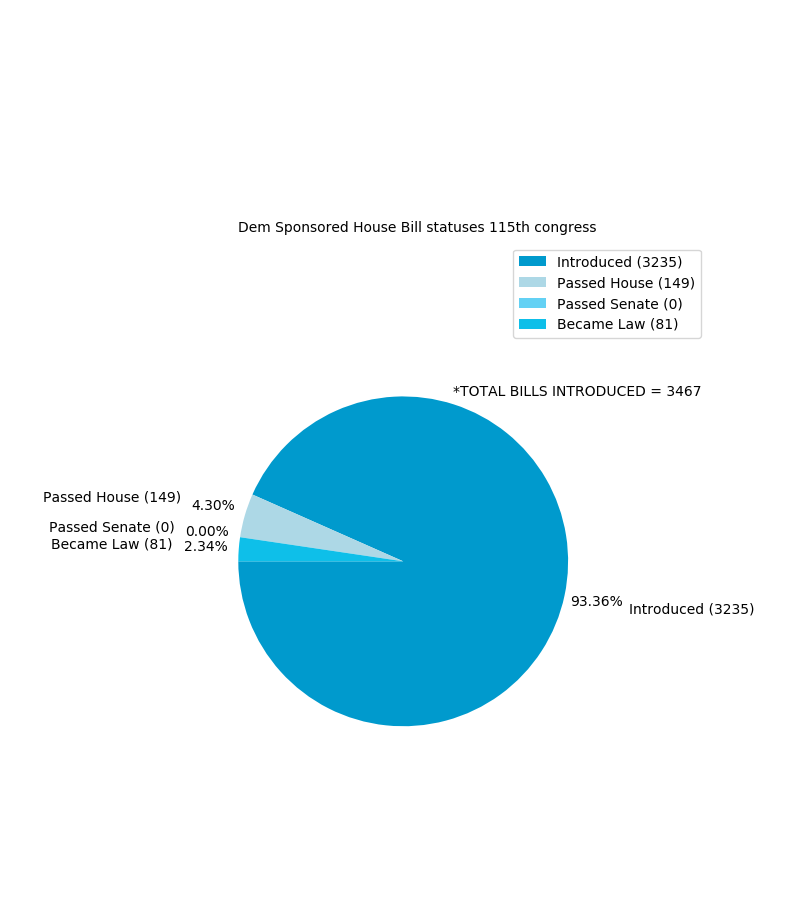 Dem Sponsored House Bill statuses 115th congress
Introduced (3235)
Passed House (149)
Passed Senate (0)
Became Law (81)
*TOTAL BILLS INTRODUCED = 3467
Passed House (149)
4.30%
Passed Senate (0)
0.00%
Became Law (81)
2.34%
93.36%
Introduced (3235)